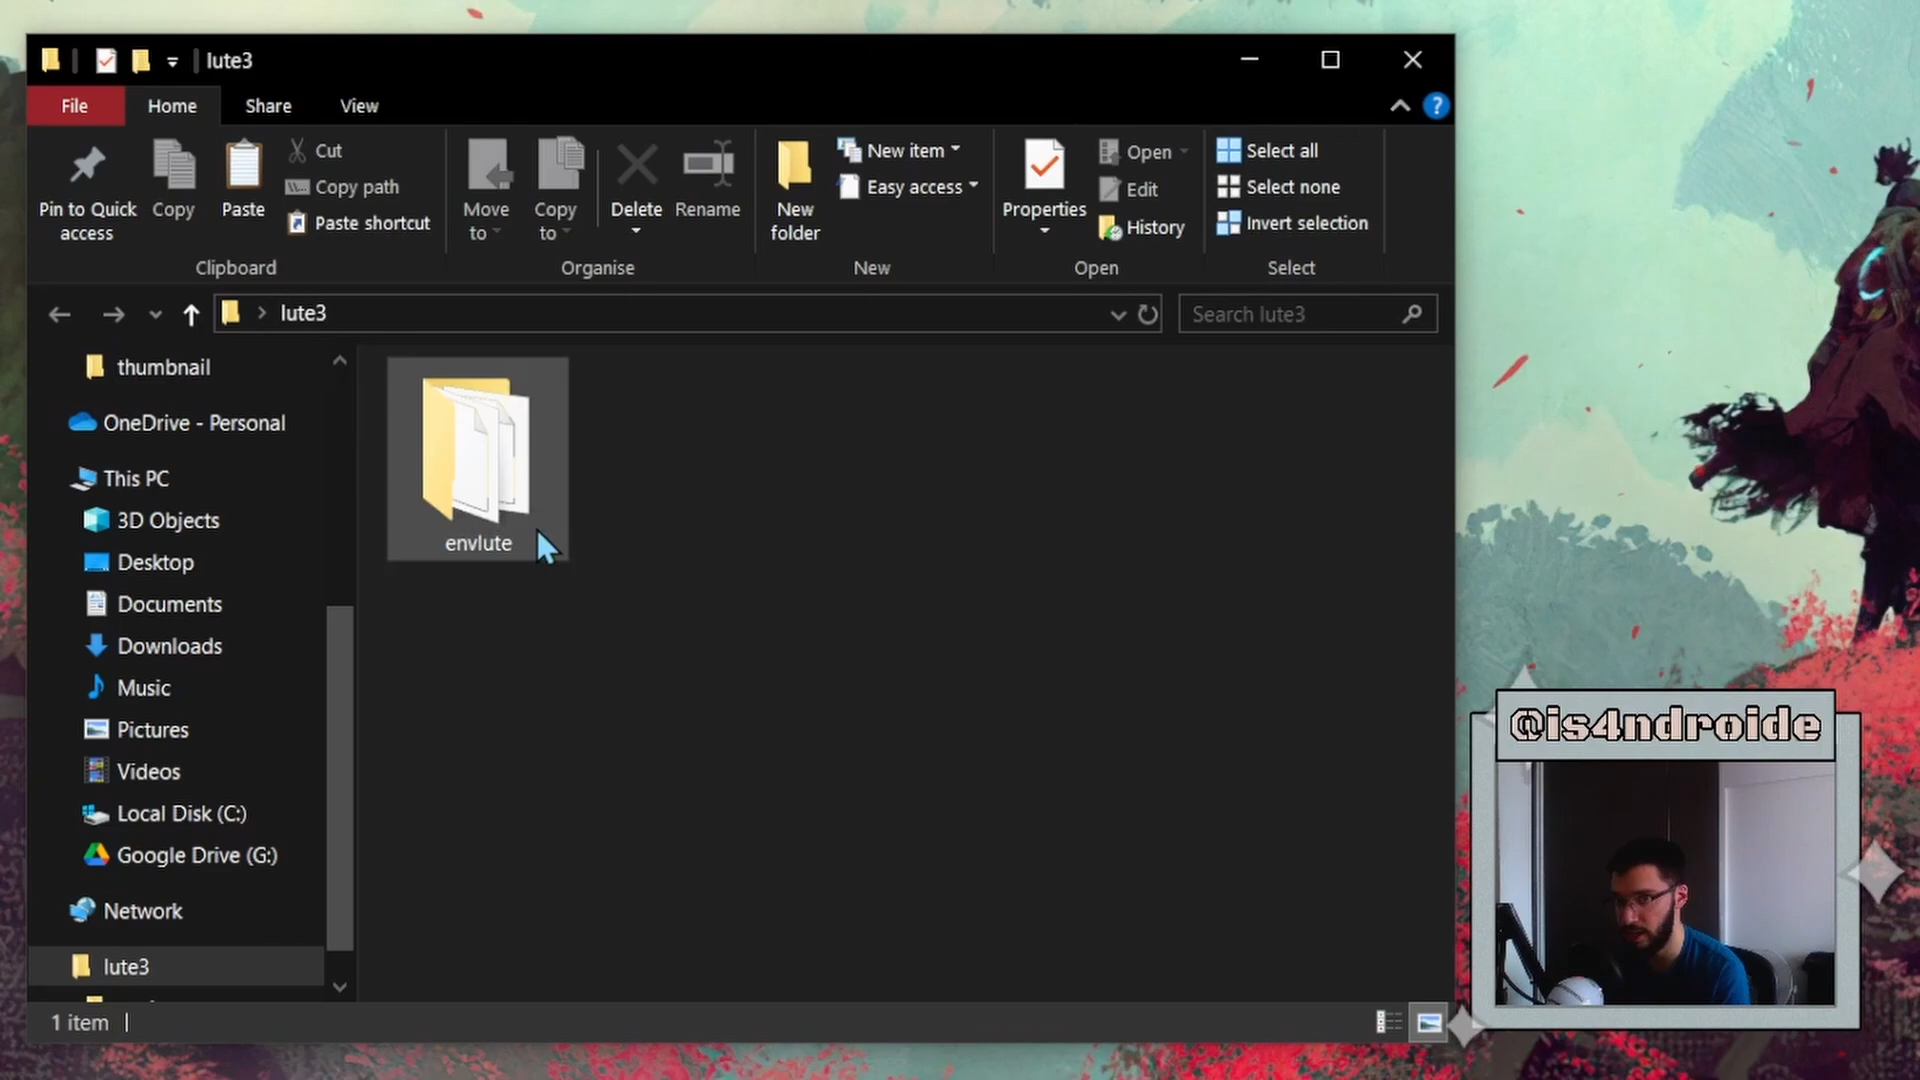 lute3
File
Home
Share
View
Pin to Quick access
Copy
Paste
Cut
Copy path
Paste shortcut
Clipboard
Move to
Copy to
Delete
Rename
Organise
New folder
New item
Easy access
New
Properties
Open
Edit
History
Open
Select all
Select none
Invert selection
Select
lute3
Search lute3
thumbnail
OneDrive - Personal
This PC
3D Objects
Desktop
Documents
Downloads
Music
Pictures
Videos
Local Disk (C:)
Google Drive (G:)
Network
lute3
envlute
1 item
@is4ndroide